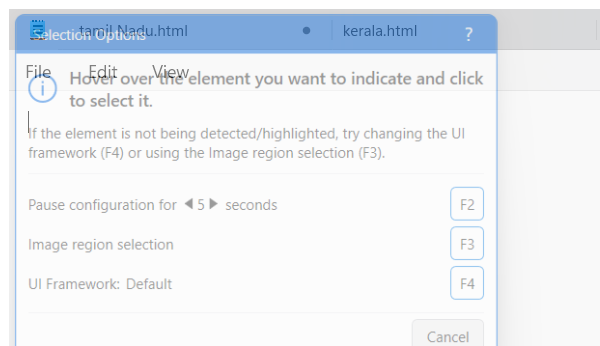 Selection Options
tamil Nadu.html
kerala.html
?
File Edit View
Hover over the element you want to indicate and click
to select it.
If the element is not being detected/highlighted, try changing the UI
framework (F4) or using the Image region selection (F3).
Pause configuration for 5 seconds F2
Image region selection F3
UI Framework: Default F4
Cancel